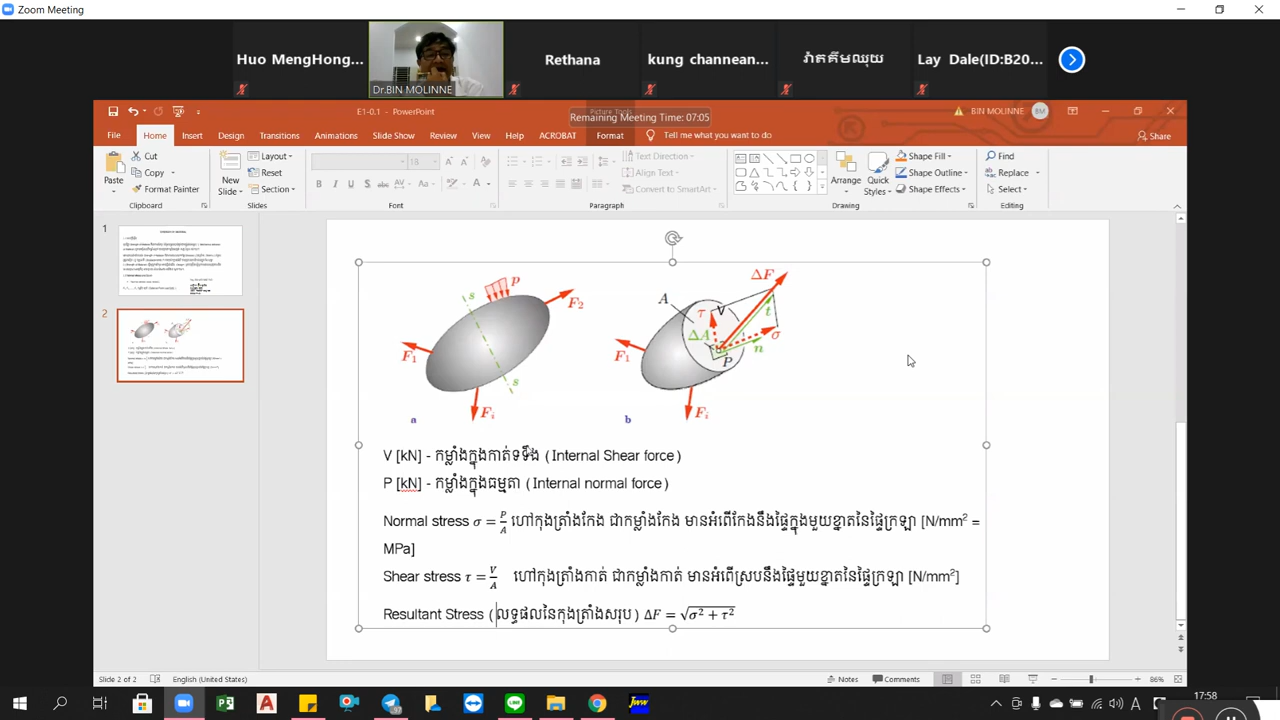 Zoom Meeting
Huo MengHong...
Dr.BIN MOLINNE
Rethana
kung channean...
រ៉ាតគីមឈុយ
Lay Dale(ID:B20...
E1-0.1 - PowerPoint
Picture Tools
Remaining Meeting Time: 07:05
BIN MOLINNE
BM
File
Home
Insert
Design
Transitions
Animations
Slide Show
Review
View
Help
ACROBAT
Format
Tell me what you want to do
Share
Paste
Cut
Copy
Format Painter
Clipboard
New Slide
Layout
Reset
Section
Slides
18
Font
Text Direction
Align Text
Convert to SmartArt
Paragraph
Arrange
Quick Styles
Shape Fill
Shape Outline
Shape Effects
Drawing
Find
Replace
Select
Editing
1
2
s
p
F2
F1
s
Fi
a
ΔF
A
τ
V
t
ΔA
σ
n
P
F1
Fi
b
V [kN] - កម្លាំងក្នុងកាត់ទទឹង (Internal Shear force)
P [kN] - កម្លាំងក្នុងធម្មតា (Internal normal force)
Normal stress σ = P/A ហៅកុងត្រាំងកែង ជាកម្លាំងកែង មានអំពើកែងនឹងផ្ទៃក្នុងមួយខ្នាតនៃផ្ទៃក្រឡា [N/mm² =
MPa]
Shear stress τ = V/A ហៅកុងត្រាំងកាត់ ជាកម្លាំងកាត់ មានអំពើស្របនឹងផ្ទៃមួយខ្នាតនៃផ្ទៃក្រឡា [N/mm²]
Resultant Stress (លទ្ធផលនៃកុងត្រាំងសរុប) ΔF = √σ² + τ²
Slide 2 of 2
English (United States)
Notes
Comments
86%
17:58